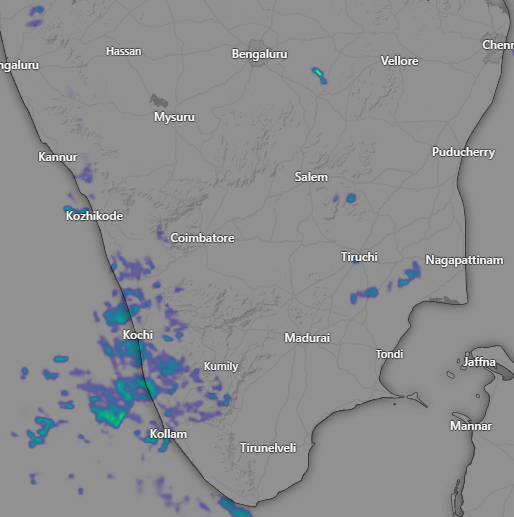 Hassan
Bengaluru
Chenn
ngaluru
Vellore
Mysuru
Kannur
Puducherry
Salem
Kozhikode
Coimbatore
Tiruchi
Nagapattinam
Kochi
Madurai
Tondi
Kumily
Jaffna
Kollam
Mannar
Tirunelveli